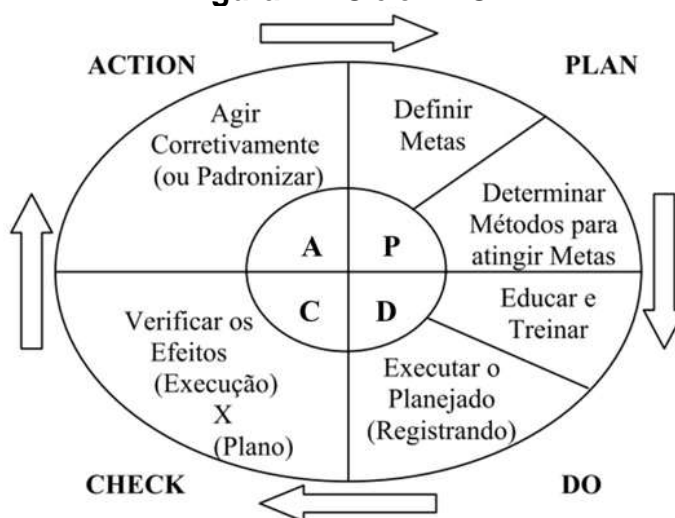 ACTION
PLAN
Agir
Corretivamente
(ou Padronizar)
Definir
Metas
Determinar
Métodos para
atingir Metas
A
P
C
D
Educar e
Treinar
Executar o
Planejado
(Registrando)
Verificar os
Efeitos
(Execução)
X
(Plano)
CHECK
DO